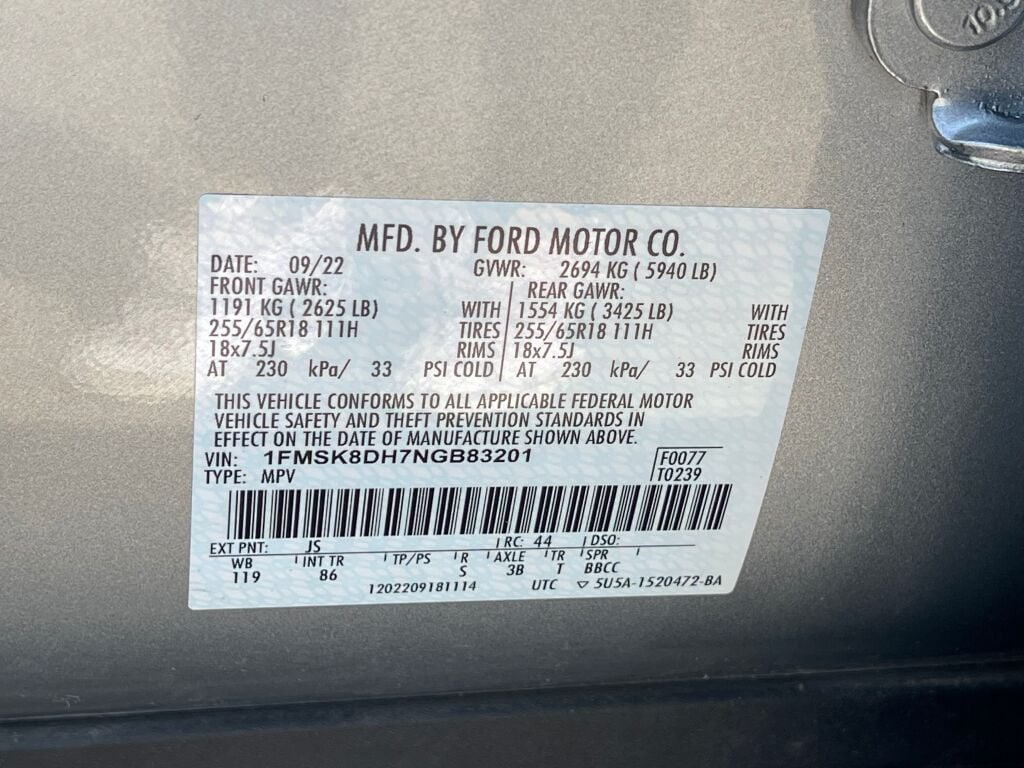 10.9
MFD. BY FORD MOTOR CO.
DATE: 09/22 GVWR: 2694 KG ( 5940 LB)
FRONT GAWR: REAR GAWR:
1191 KG ( 2625 LB) WITH 1554 KG ( 3425 LB) WITH
255/65R18 111H TIRES 255/65R18 111H TIRES
18x7.5J RIMS 18x7.5J RIMS
AT 230 kPa/ 33 PSI COLD AT 230 kPa/ 33 PSI COLD
THIS VEHICLE CONFORMS TO ALL APPLICABLE FEDERAL MOTOR
VEHICLE SAFETY AND THEFT PREVENTION STANDARDS IN
EFFECT ON THE DATE OF MANUFACTURE SHOWN ABOVE.
VIN: 1FMSK8DH7NGB83201 F0077
TYPE: MPV T0239
EXT PNT: JS RC: 44 DSO:
WB INT TR TP/PS R AXLE TR SPR
119 86 S 3B T BBCC
1202209181114 UTC ▽ 5U5A-1520472-BA